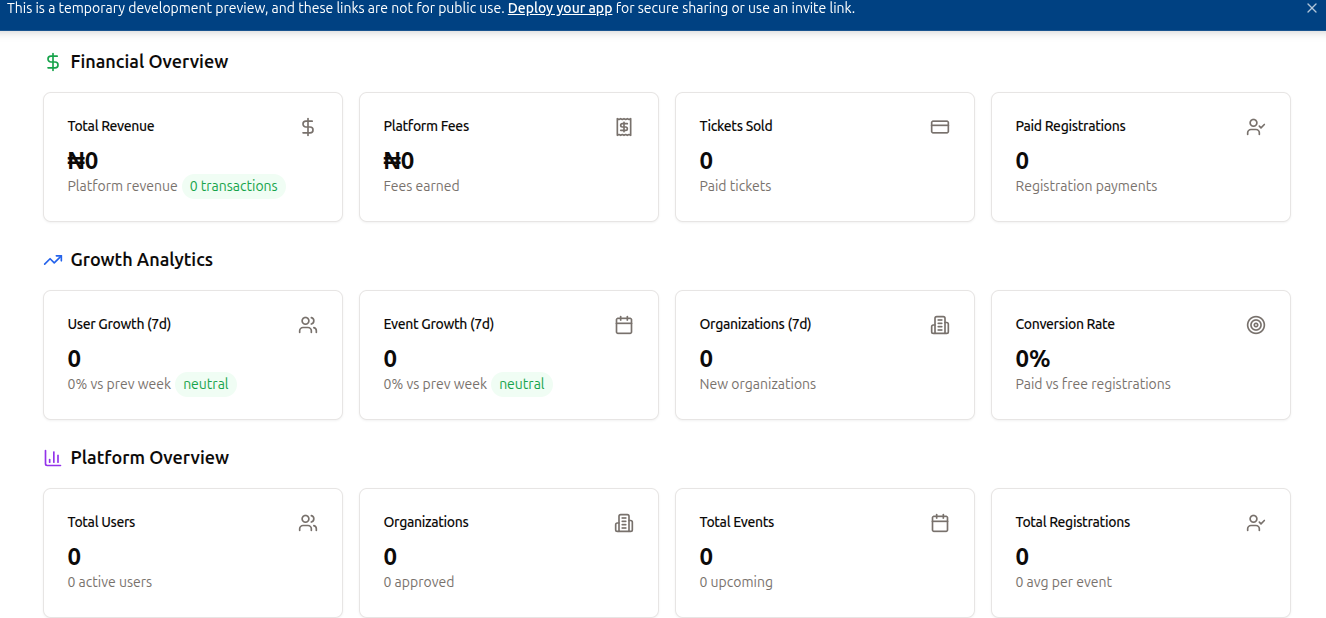 This is a temporary development preview, and these links are not for public use. Deploy your app for secure sharing or use an invite link.
Financial Overview
Total Revenue
₦0
Platform revenue 0 transactions
Platform Fees
₦0
Fees earned
Tickets Sold
0
Paid tickets
Paid Registrations
0
Registration payments
Growth Analytics
User Growth (7d)
0
0% vs prev week neutral
Event Growth (7d)
0
0% vs prev week neutral
Organizations (7d)
0
New organizations
Conversion Rate
0%
Paid vs free registrations
Platform Overview
Total Users
0
0 active users
Organizations
0
0 approved
Total Events
0
0 upcoming
Total Registrations
0
0 avg per event